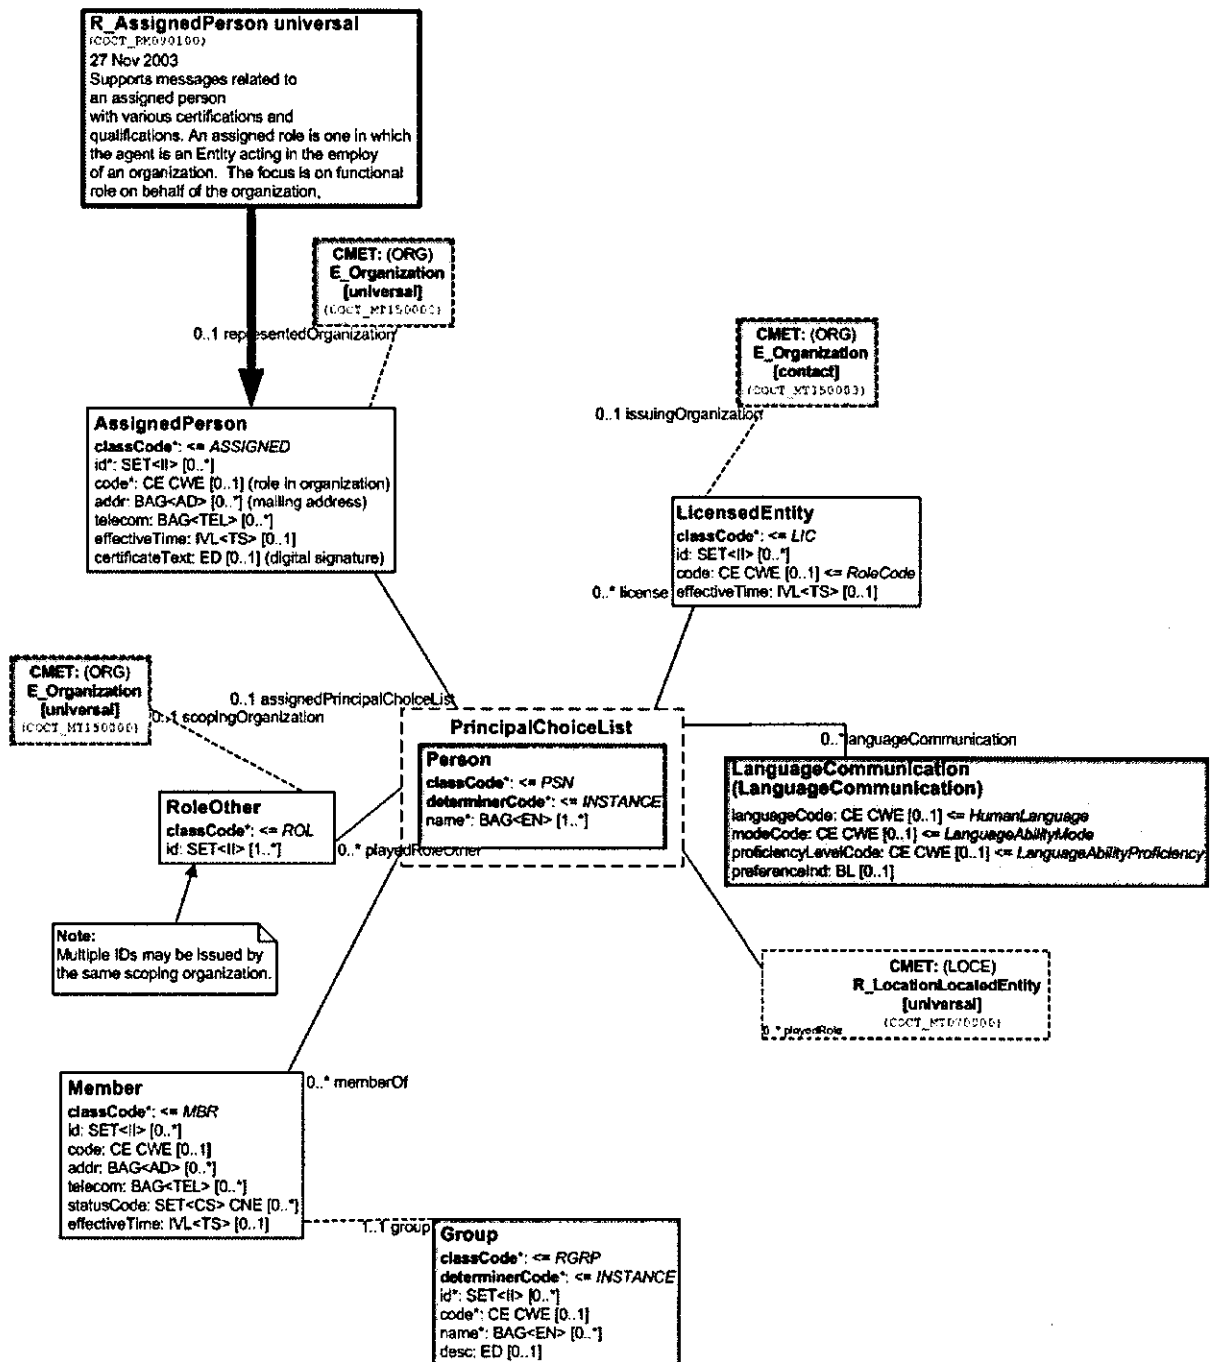 R_AssignedPerson universal
(COCT_RM090100)
27 Nov 2003
Supports messages related to
an assigned person
with various certifications and
qualifications. An assigned role is one in which
the agent is an Entity acting in the employ
of an organization. The focus is on functional
role on behalf of the organization.
CMET: (ORG)
E_Organization
[universal]
(COCT_MT150000)
0..1 representedOrganization
CMET: (ORG)
E_Organization
[contact]
(COCT_MT150003)
0..1 issuingOrganization
AssignedPerson
classCode*: <= ASSIGNED
id*: SET<II> [0..*]
code*: CE CWE [0..1] (role in organization)
addr: BAG<AD> [0..*] (mailing address)
telecom: BAG<TEL> [0..*]
effectiveTime: IVL<TS> [0..1]
certificateText: ED [0..1] (digital signature)
LicensedEntity
classCode*: <= LIC
id: SET<II> [0..*]
code: CE CWE [0..1] <= RoleCode
effectiveTime: IVL<TS> [0..1]
0..* license
CMET: (ORG)
E_Organization
[universal]
(COCT_MT150000)
0..1 assignedPrincipalChoiceList
0..1 scopingOrganization
PrincipalChoiceList
Person
classCode*: <= PSN
determinerCode*: <= INSTANCE
name*: BAG<EN> [1..*]
0..* languageCommunication
LanguageCommunication
(LanguageCommunication)
languageCode: CE CWE [0..1] <= HumanLanguage
modeCode: CE CWE [0..1] <= LanguageAbilityMode
proficiencyLevelCode: CE CWE [0..1] <= LanguageAbilityProficiency
preferenceInd: BL [0..1]
RoleOther
classCode*: <= ROL
id: SET<II> [1..*]
0..* playedRoleOther
Note:
Multiple IDs may be issued by
the same scoping organization.
CMET: (LOCE)
R_LocationLocatedEntity
[universal]
(COCT_MT070000)
0..* playedRole
0..* memberOf
Member
classCode*: <= MBR
id: SET<II> [0..*]
code: CE CWE [0..1]
addr: BAG<AD> [0..*]
telecom: BAG<TEL> [0..*]
statusCode: SET<CS> CNE [0..*]
effectiveTime: IVL<TS> [0..1]
1..1 group
Group
classCode*: <= RGRP
determinerCode*: <= INSTANCE
id*: SET<II> [0..*]
code*: CE CWE [0..1]
name*: BAG<EN> [0..*]
desc: ED [0..1]